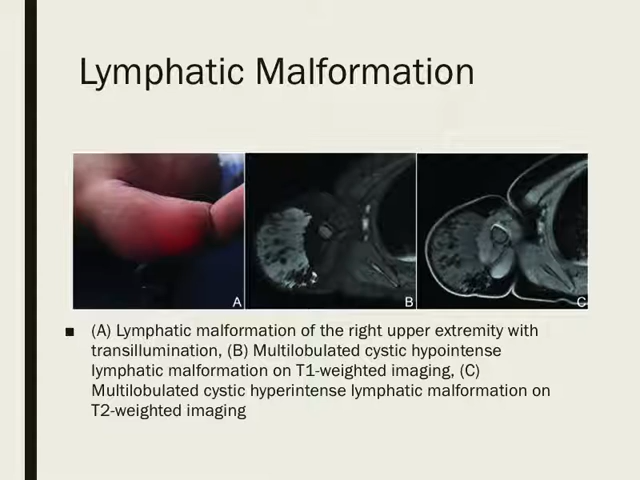 Lymphatic Malformation
A B C
(A) Lymphatic malformation of the right upper extremity with
transillumination, (B) Multilobulated cystic hypointense
lymphatic malformation on T1-weighted imaging, (C)
Multilobulated cystic hyperintense lymphatic malformation on
T2-weighted imaging